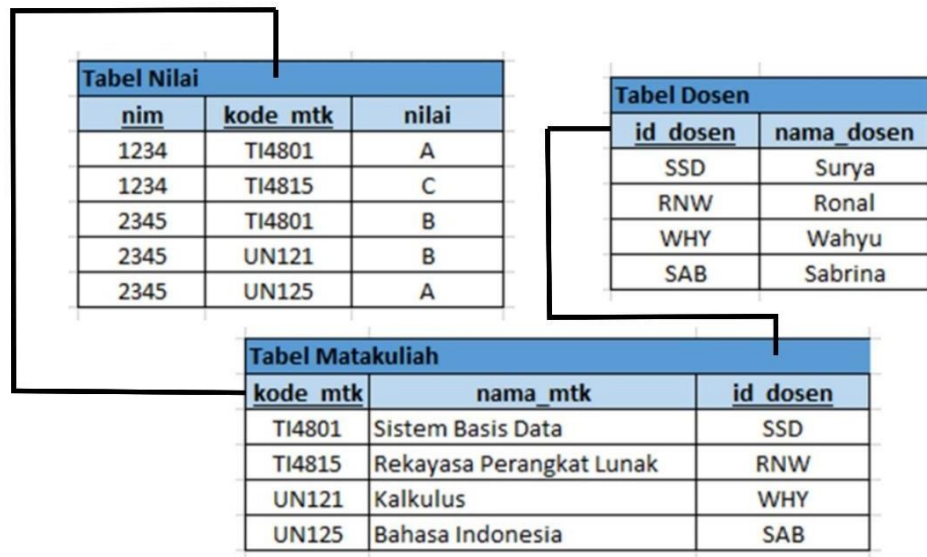 Tabel Nilai
nim kode_mtk nilai
1234 TI4801 A
1234 TI4815 C
2345 TI4801 B
2345 UN121 B
2345 UN125 A
Tabel Dosen
id_dosen nama_dosen
SSD Surya
RNW Ronal
WHY Wahyu
SAB Sabrina
Tabel Matakuliah
kode_mtk nama_mtk id_dosen
TI4801 Sistem Basis Data SSD
TI4815 Rekayasa Perangkat Lunak RNW
UN121 Kalkulus WHY
UN125 Bahasa Indonesia SAB